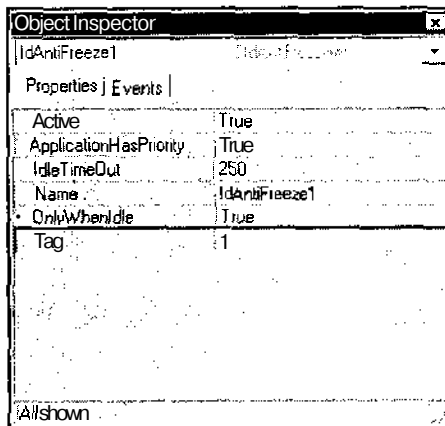 Object Inspector
IdAntiFreeze1
Properties Events
Active True
ApplicationHasPriority True
IdleTimeOut 250
Name IdAntiFreeze1
OnlyWhenIdle True
Tag 1
All shown